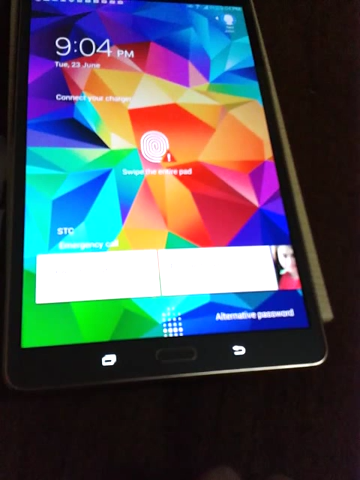 9:04 PM
Tue, 23 June
Connect your charger
Swipe the entire pad
STC
Emergency call
Alternative password